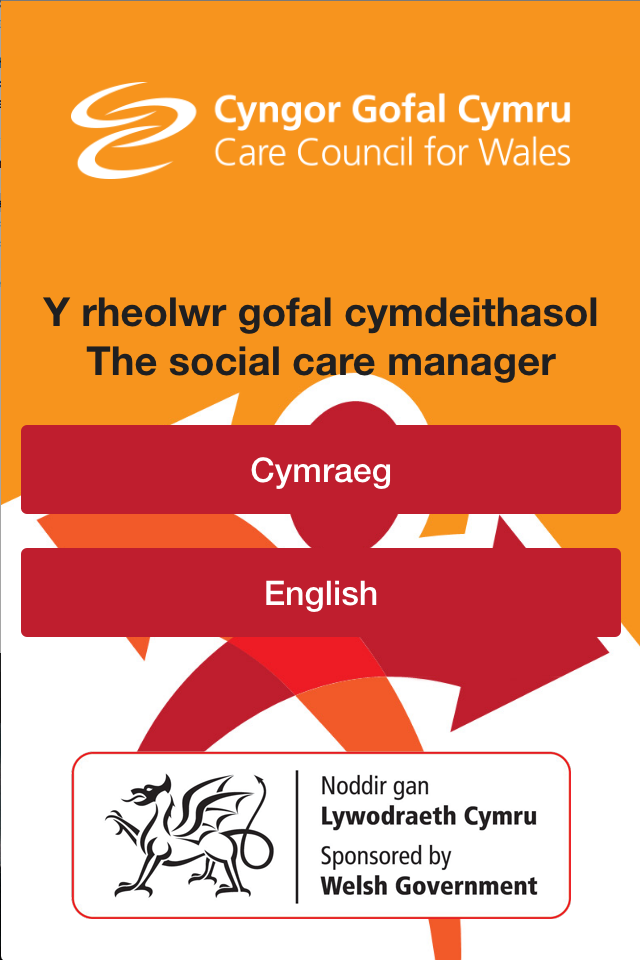 Cyngor Gofal Cymru
Care Council for Wales
Y rheolwr gofal cymdeithasol
The social care manager
Cymraeg
English
Noddir gan
Lywodraeth Cymru
Sponsored by
Welsh Government